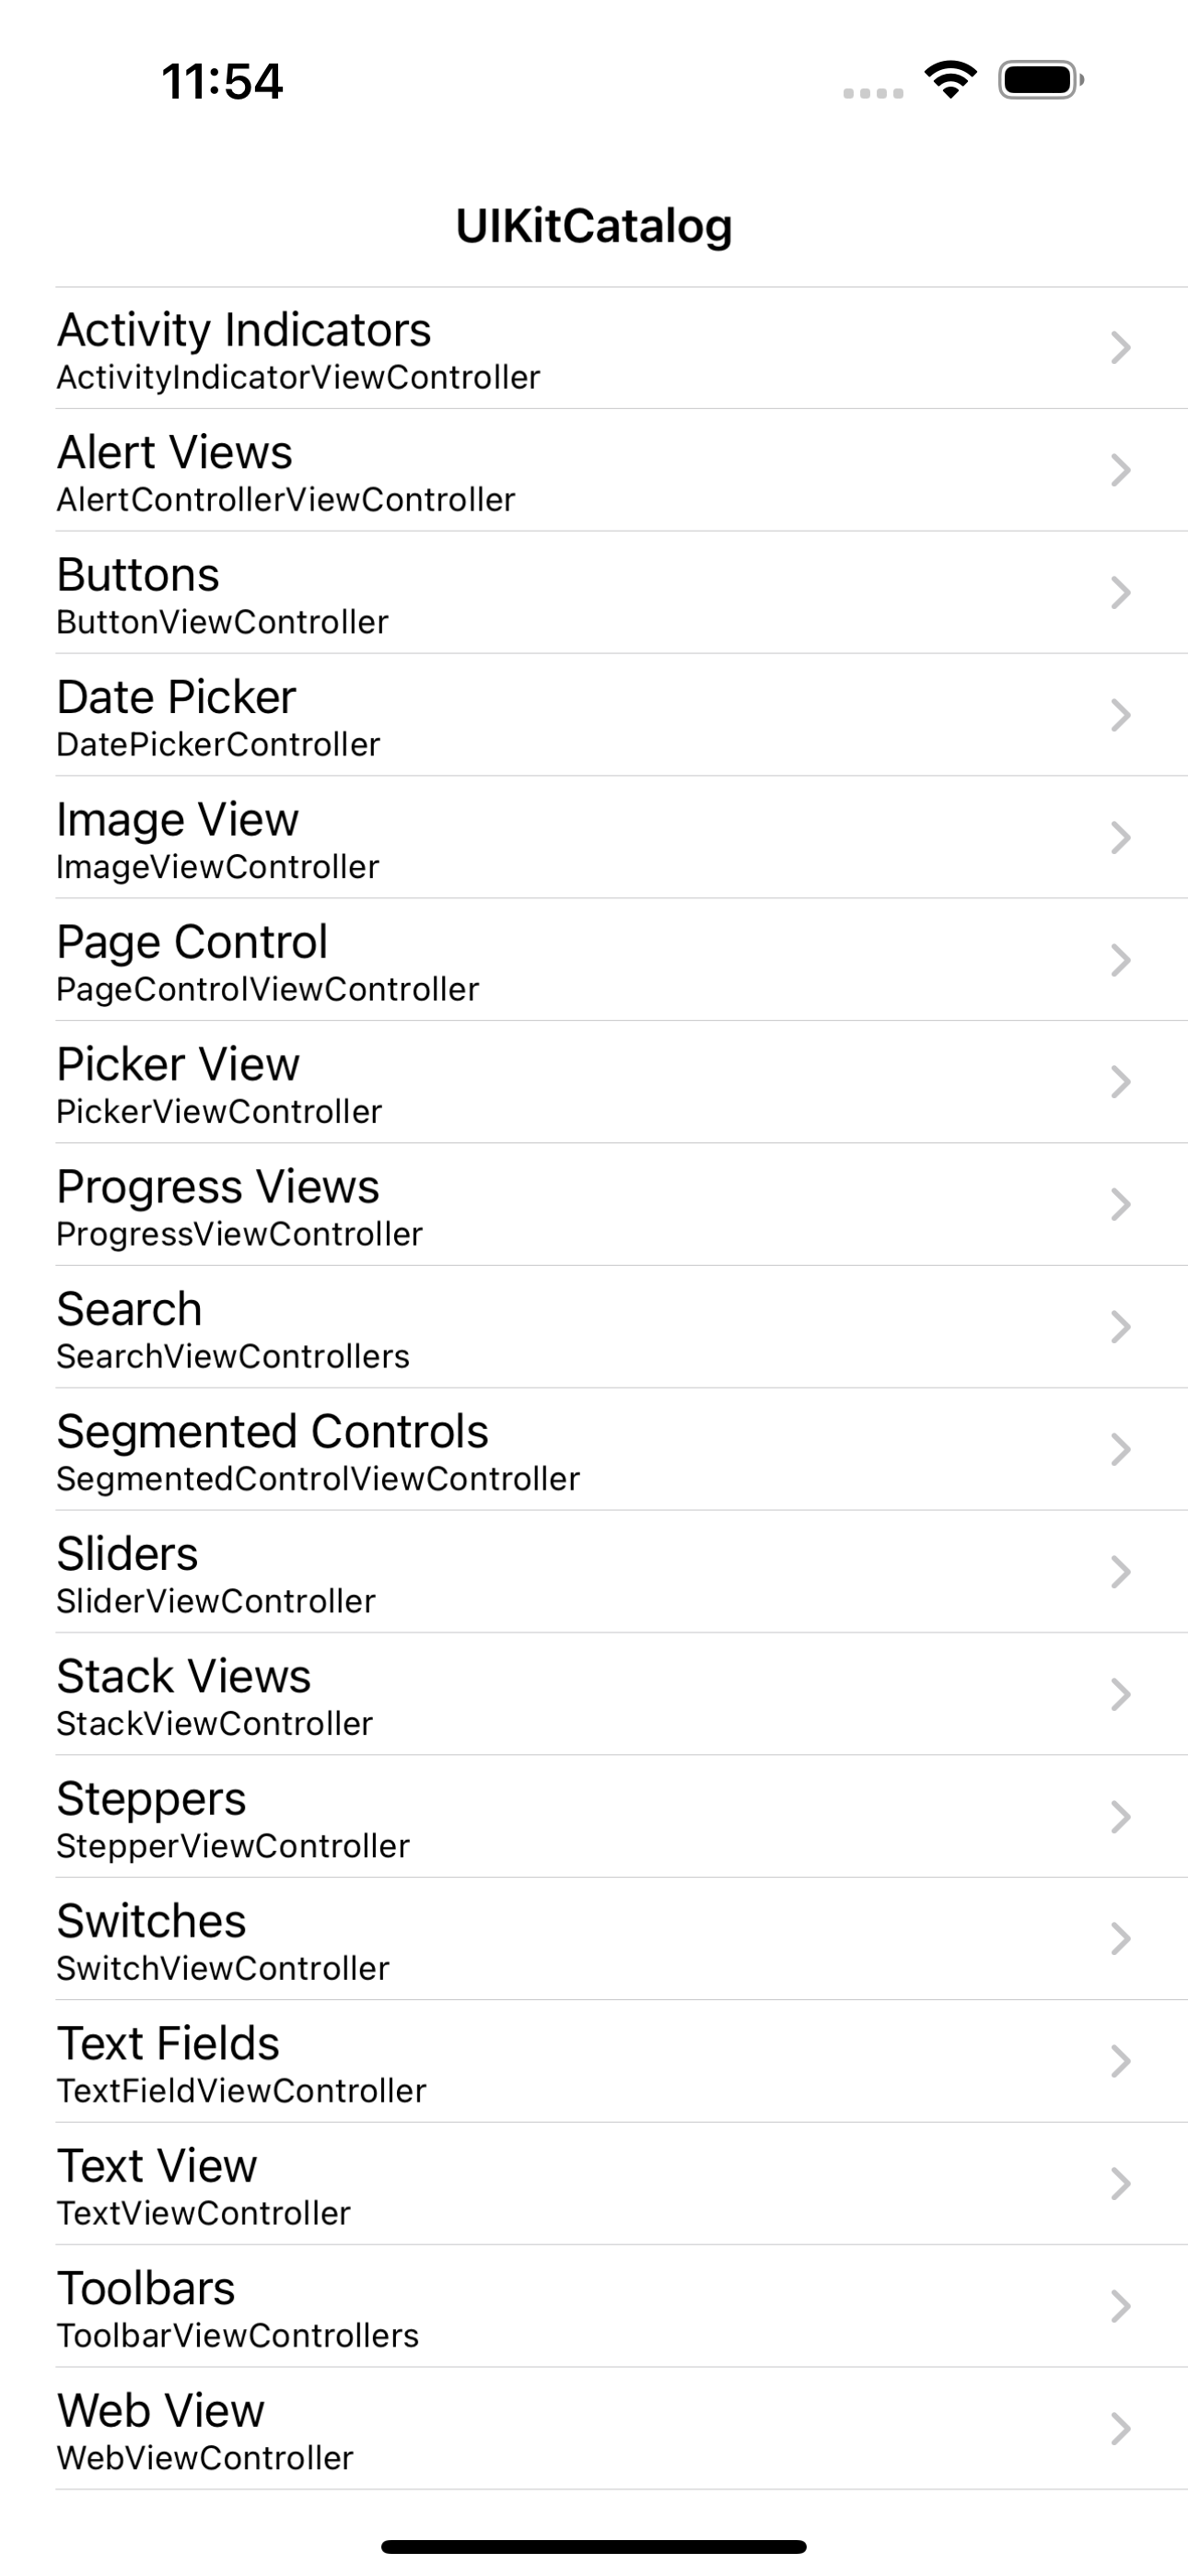 11:54
UIKitCatalog
Activity Indicators
ActivityIndicatorViewController
Alert Views
AlertControllerViewController
Buttons
ButtonViewController
Date Picker
DatePickerController
Image View
ImageViewController
Page Control
PageControlViewController
Picker View
PickerViewController
Progress Views
ProgressViewController
Search
SearchViewControllers
Segmented Controls
SegmentedControlViewController
Sliders
SliderViewController
Stack Views
StackViewController
Steppers
StepperViewController
Switches
SwitchViewController
Text Fields
TextFieldViewController
Text View
TextViewController
Toolbars
ToolbarViewControllers
Web View
WebViewController